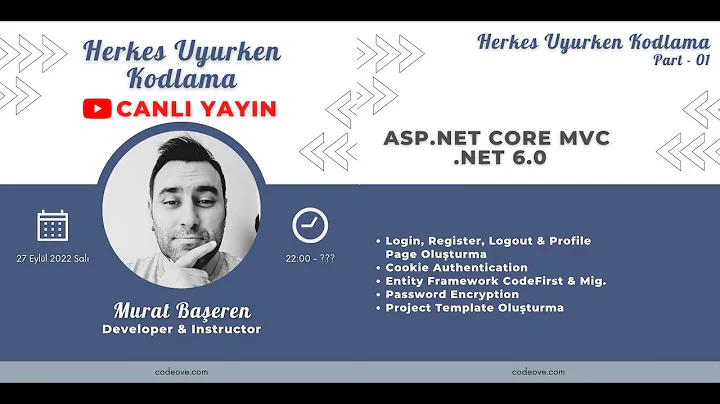 Herkes Uyurken
Kodlama
CANLI YAYIN
27 Eylül 2022 Salı
22:00 - ???
Murat Başeren
Developer & Instructor
codeove.com
Herkes Uyurken Kodlama
Part - 01
ASP.NET CORE MVC
.NET 6.0
• Login, Register, Logout & Profile
Page Oluşturma
• Cookie Authentication
• Entity Framework CodeFirst & Mig.
• Password Encryption
• Project Template Oluşturma
codeove.com